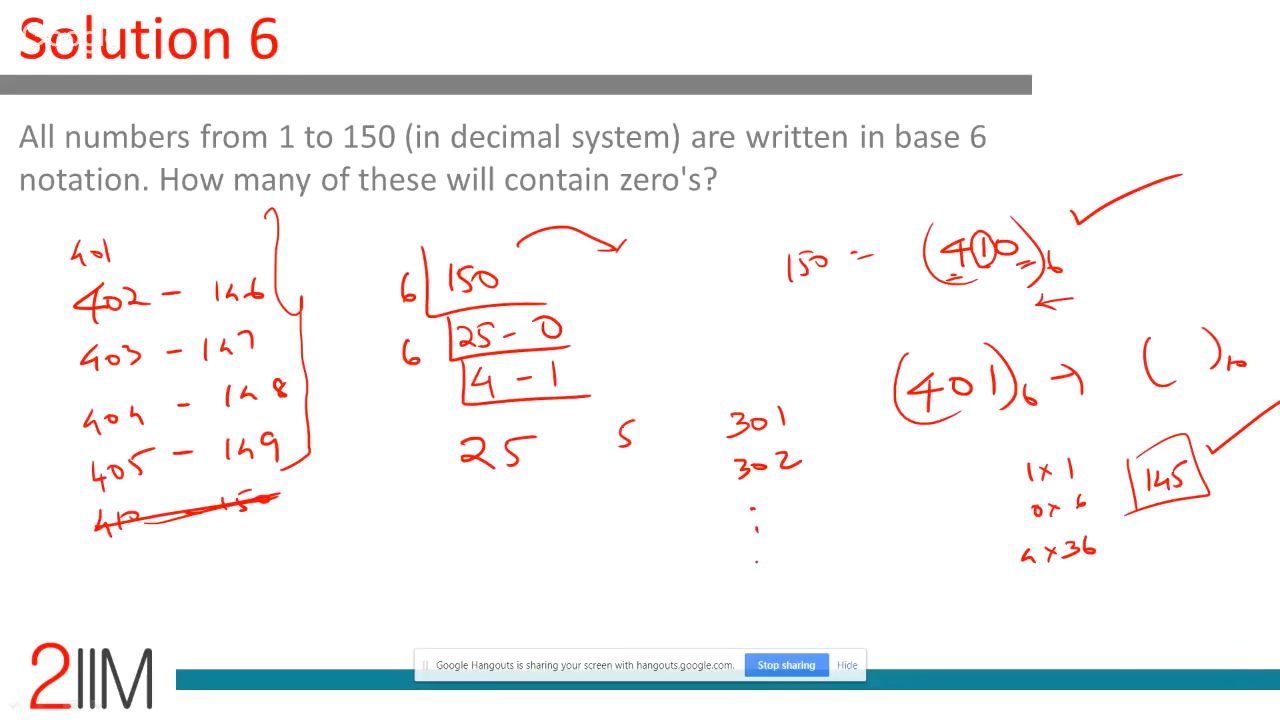 Solution 6
All numbers from 1 to 150 (in decimal system) are written in base 6
notation. How many of these will contain zero's?
401
402 - 146
403 - 147
404 - 148
405 - 149
410 150
6 150
6 25 - 0
4 - 1
25 5
301
302
150 = (410)6
(401)6 → ( )10
1 x 1
0 x 6
4 x 36
145
2IIM
Google Hangouts is sharing your screen with hangouts.google.com. Stop sharing Hide